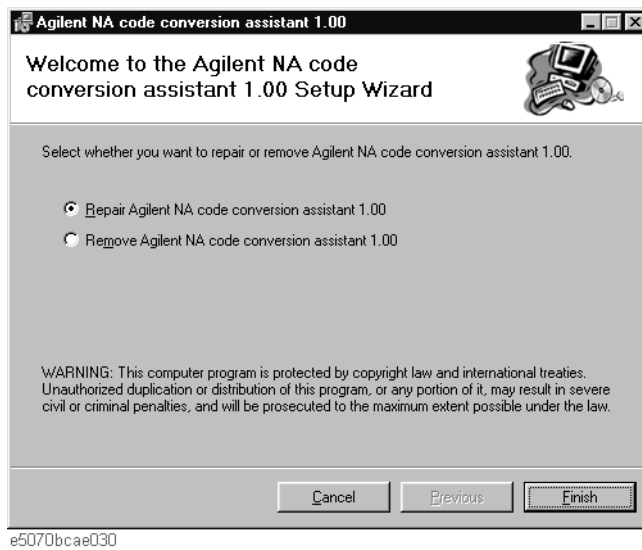 Agilent NA code conversion assistant 1.00
Welcome to the Agilent NA code
conversion assistant 1.00 Setup Wizard
Select whether you want to repair or remove Agilent NA code conversion assistant 1.00.
Repair Agilent NA code conversion assistant 1.00
Remove Agilent NA code conversion assistant 1.00
WARNING: This computer program is protected by copyright law and international treaties.
Unauthorized duplication or distribution of this program, or any portion of it, may result in severe
civil or criminal penalties, and will be prosecuted to the maximum extent possible under the law.
Cancel Previous Finish
e5070bcae030